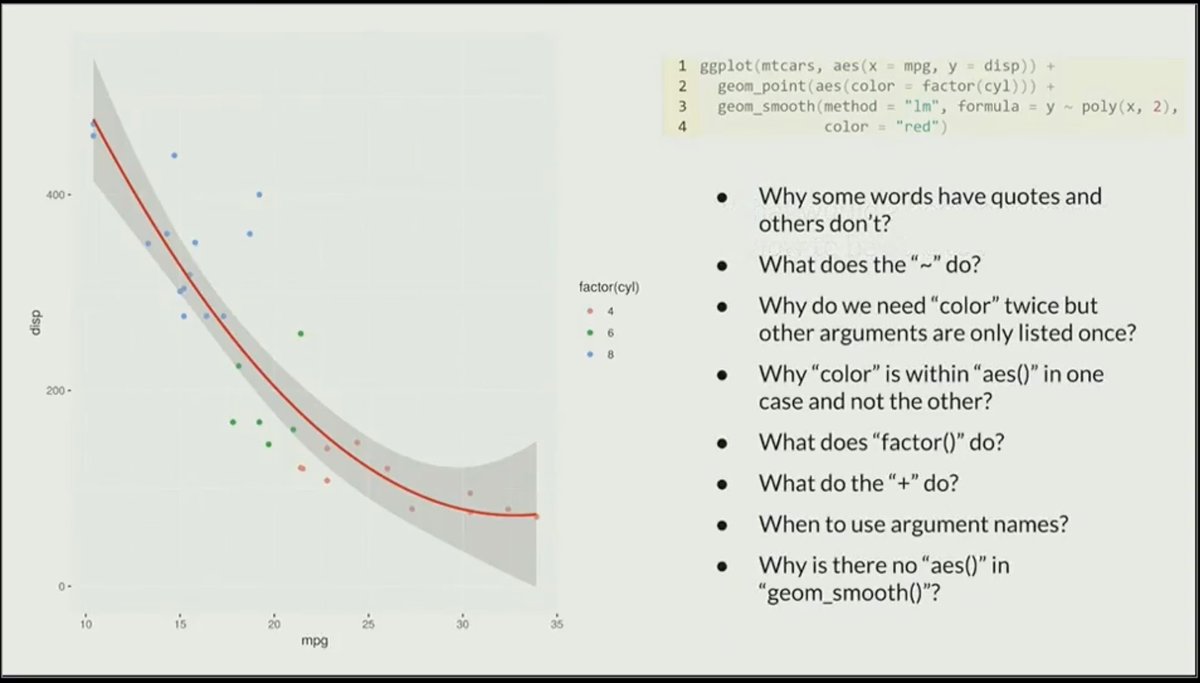 1 ggplot(mtcars, aes(x = mpg, y = disp)) +
2 geom_point(aes(color = factor(cyl))) +
3 geom_smooth(method = "lm", formula = y ~ poly(x, 2),
4 color = "red")
400
200
0
disp
10 15 20 25 30 35
mpg
factor(cyl)
4
6
8
● Why some words have quotes and
others don’t?
● What does the “~” do?
● Why do we need “color” twice but
other arguments are only listed once?
● Why “color” is within “aes()” in one
case and not the other?
● What does “factor()” do?
● What do the “+” do?
● When to use argument names?
● Why is there no “aes()” in
“geom_smooth()”?